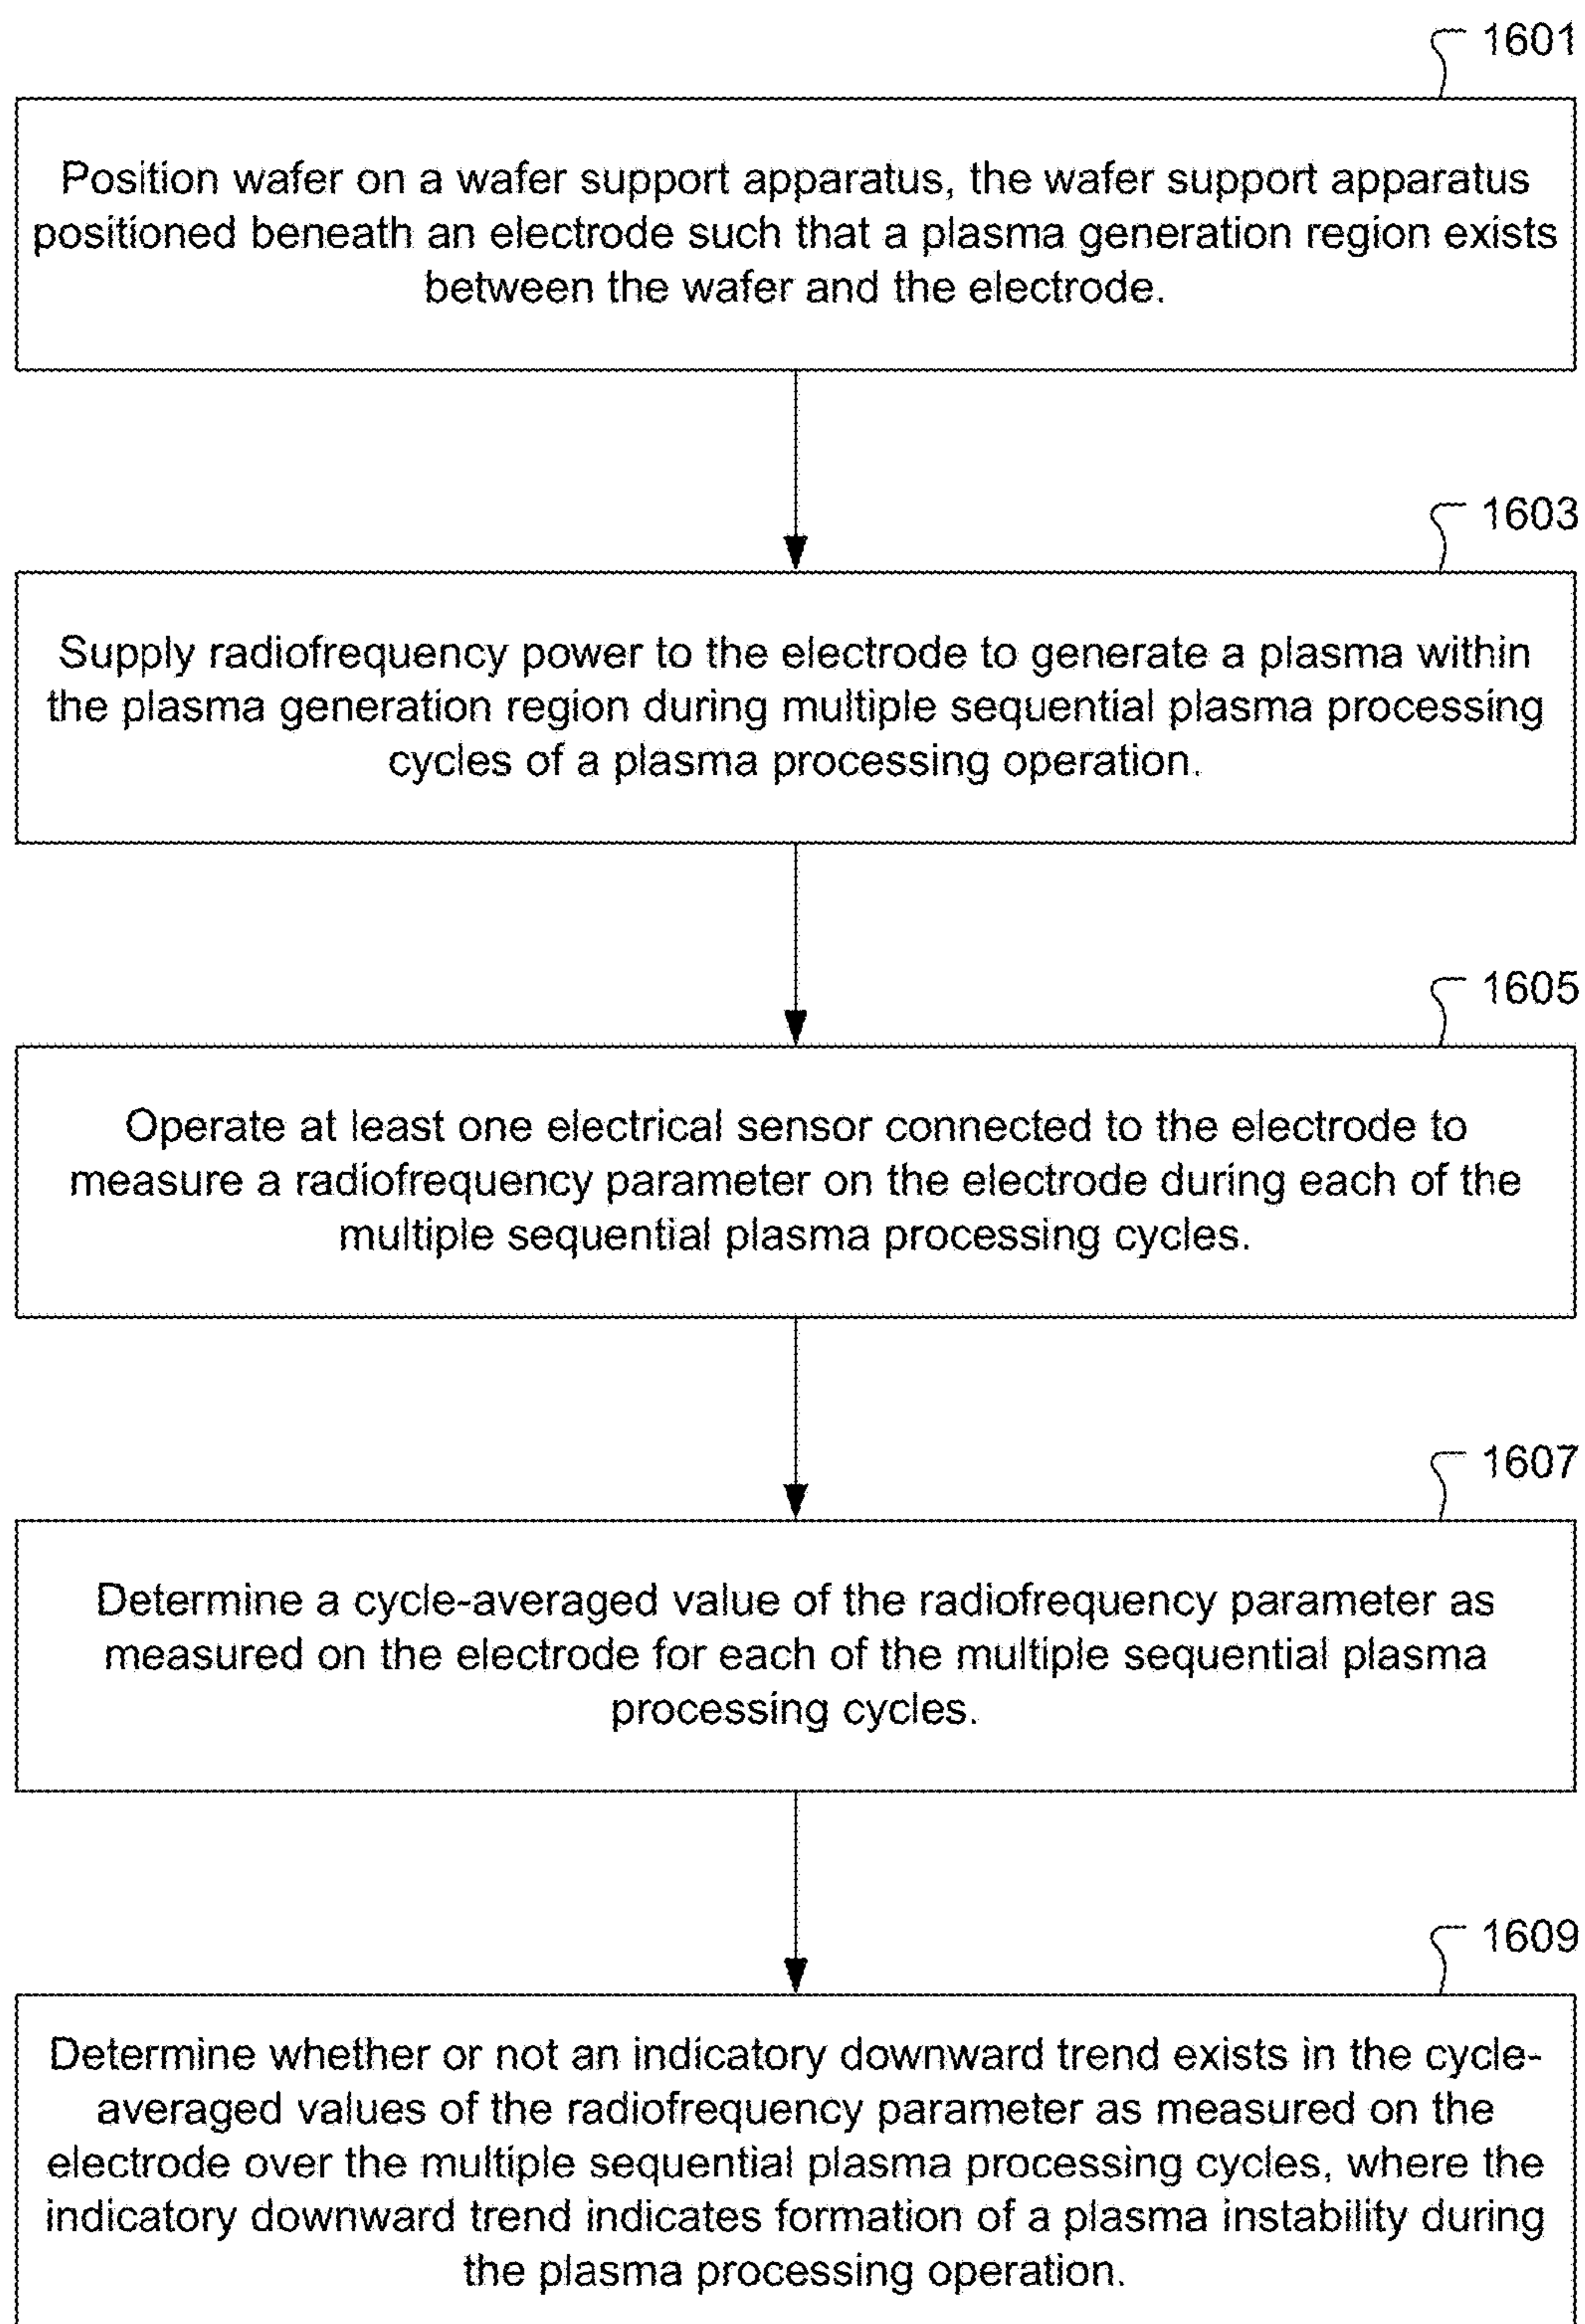 1601
Position wafer on a wafer support apparatus, the wafer support apparatus
positioned beneath an electrode such that a plasma generation region exists
between the wafer and the electrode.
1603
Supply radiofrequency power to the electrode to generate a plasma within
the plasma generation region during multiple sequential plasma processing
cycles of a plasma processing operation.
1605
Operate at least one electrical sensor connected to the electrode to
measure a radiofrequency parameter on the electrode during each of the
multiple sequential plasma processing cycles.
1607
Determine a cycle-averaged value of the radiofrequency parameter as
measured on the electrode for each of the multiple sequential plasma
processing cycles.
1609
Determine whether or not an indicatory downward trend exists in the cycle-
averaged values of the radiofrequency parameter as measured on the
electrode over the multiple sequential plasma processing cycles, where the
indicatory downward trend indicates formation of a plasma instability during
the plasma processing operation.